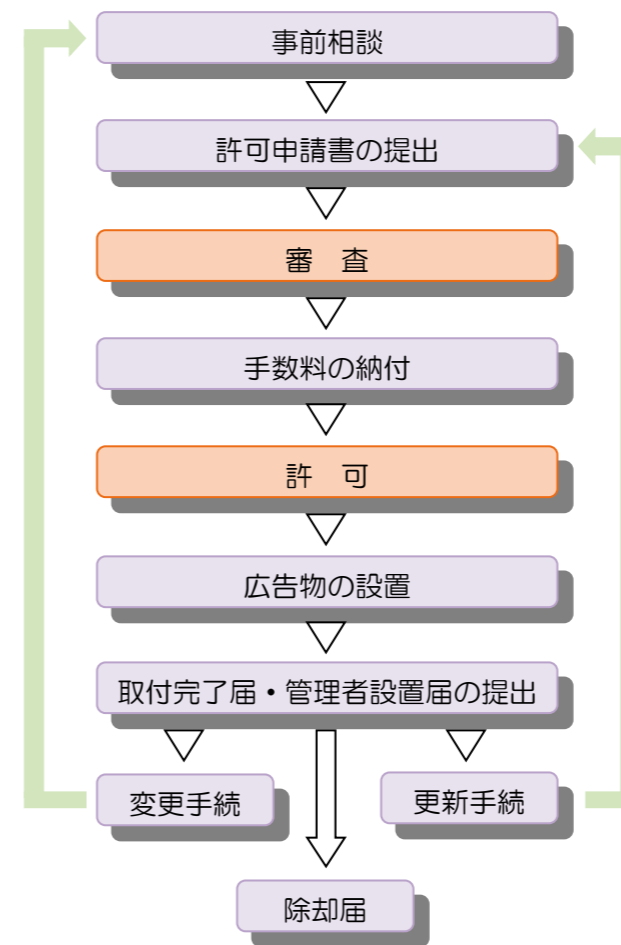 事前相談
許可申請書の提出
審　査
手数料の納付
許　可
広告物の設置
取付完了届・管理者設置届の提出
変更手続
更新手続
除却届